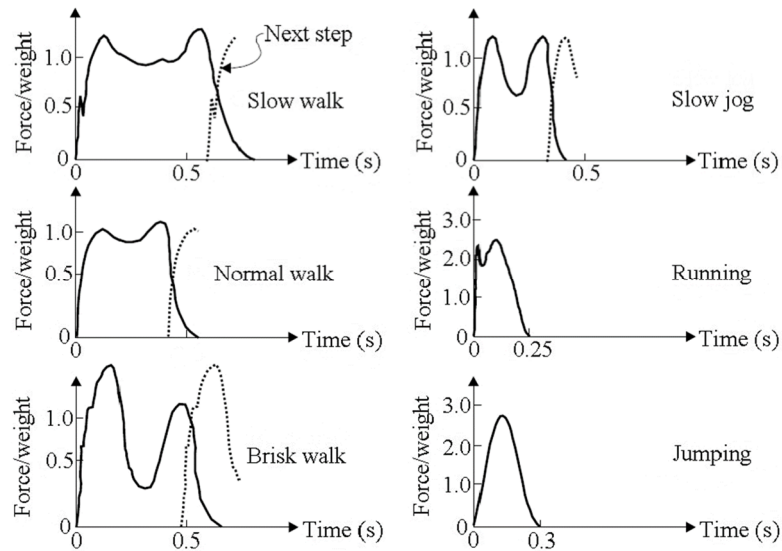 Force/weight
1.0
0.5
0
0
0.5
Time (s)
Next step
Slow walk
Force/weight
1.0
0.5
0
0
0.5
Time (s)
Slow jog
Force/weight
1.0
0.5
0
0
0.5
Time (s)
Normal walk
Force/weight
3.0
2.0
1.0
0
0.25
Time (s)
Running
Force/weight
1.0
0.5
0
0
0.5
Time (s)
Brisk walk
Force/weight
3.0
2.0
1.0
0
0
0.3
Time (s)
Jumping